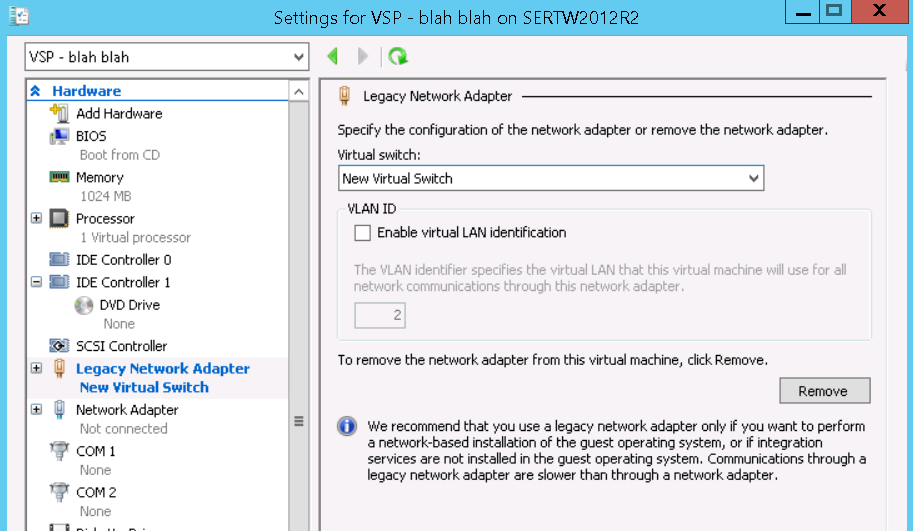 Settings for VSP - blah blah on SERTW2012R2
VSP - blah blah
Hardware
Add Hardware
BIOS
Boot from CD
Memory
1024 MB
Processor
1 Virtual processor
IDE Controller 0
IDE Controller 1
DVD Drive
None
SCSI Controller
Legacy Network Adapter
New Virtual Switch
Network Adapter
Not connected
COM 1
None
COM 2
None
Legacy Network Adapter
Specify the configuration of the network adapter or remove the network adapter.
Virtual switch:
New Virtual Switch
VLAN ID
Enable virtual LAN identification
The VLAN identifier specifies the virtual LAN that this virtual machine will use for all
network communications through this network adapter.
2
To remove the network adapter from this virtual machine, click Remove.
Remove
We recommend that you use a legacy network adapter only if you want to perform
a network-based installation of the guest operating system, or if integration
services are not installed in the guest operating system. Communications through a
legacy network adapter are slower than through a network adapter.